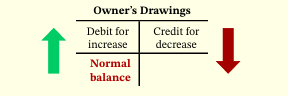 Owner's Drawings
Debit for Credit for
increase decrease
Normal
balance